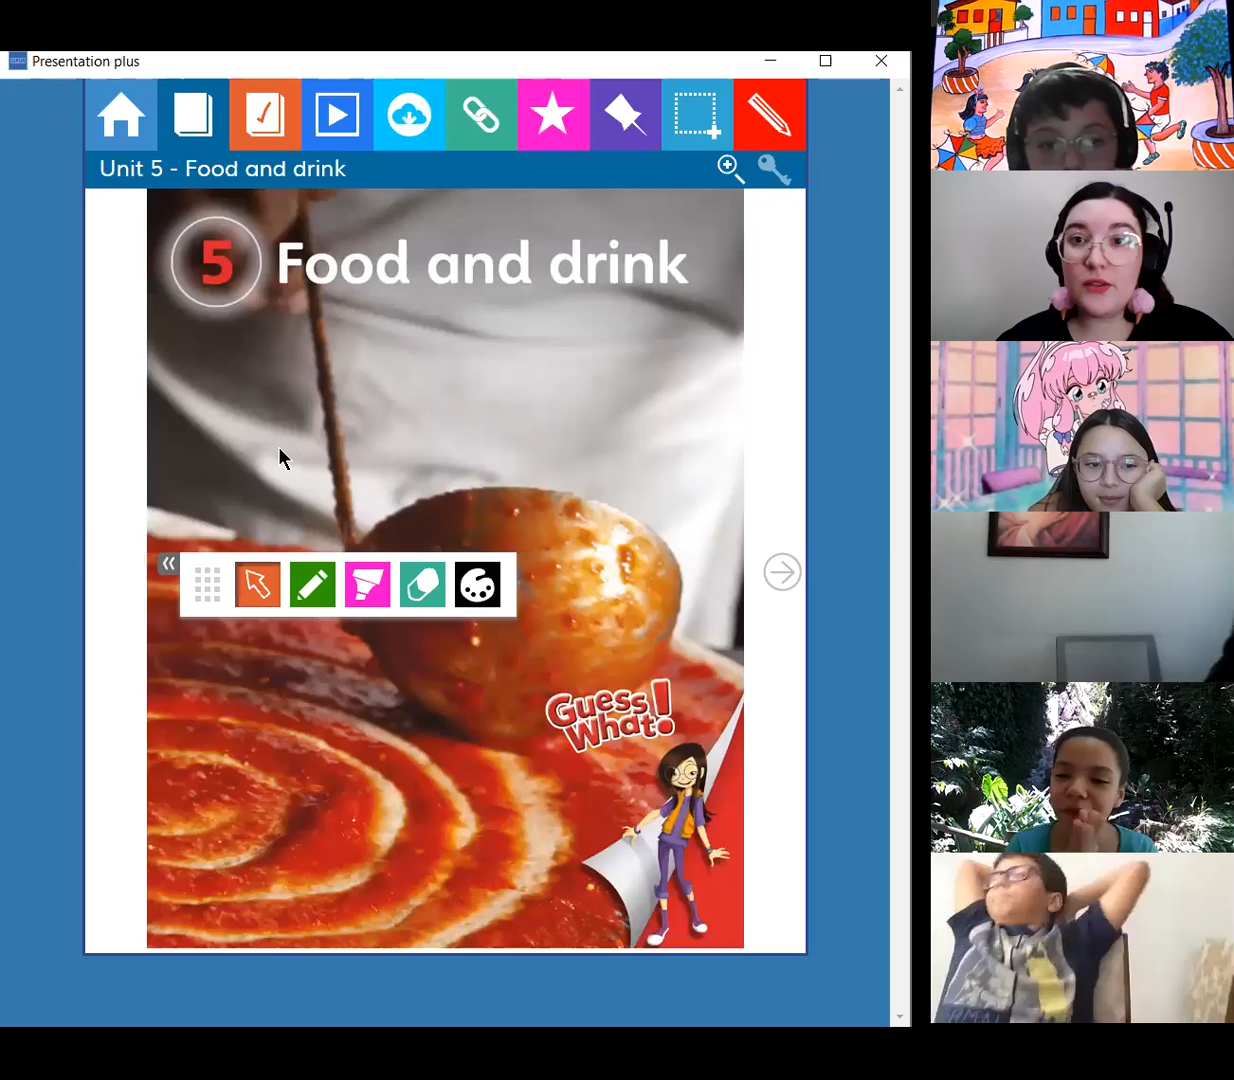 Presentation plus
Unit 5 - Food and drink
5 Food and drink
Guess
What!